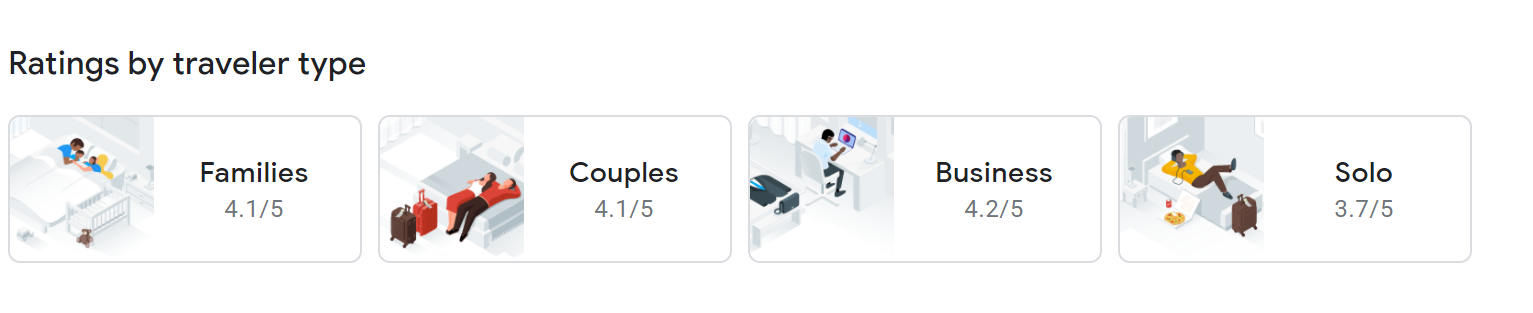 Ratings by traveler type
Families
4.1/5
Couples
4.1/5
Business
4.2/5
Solo
3.7/5